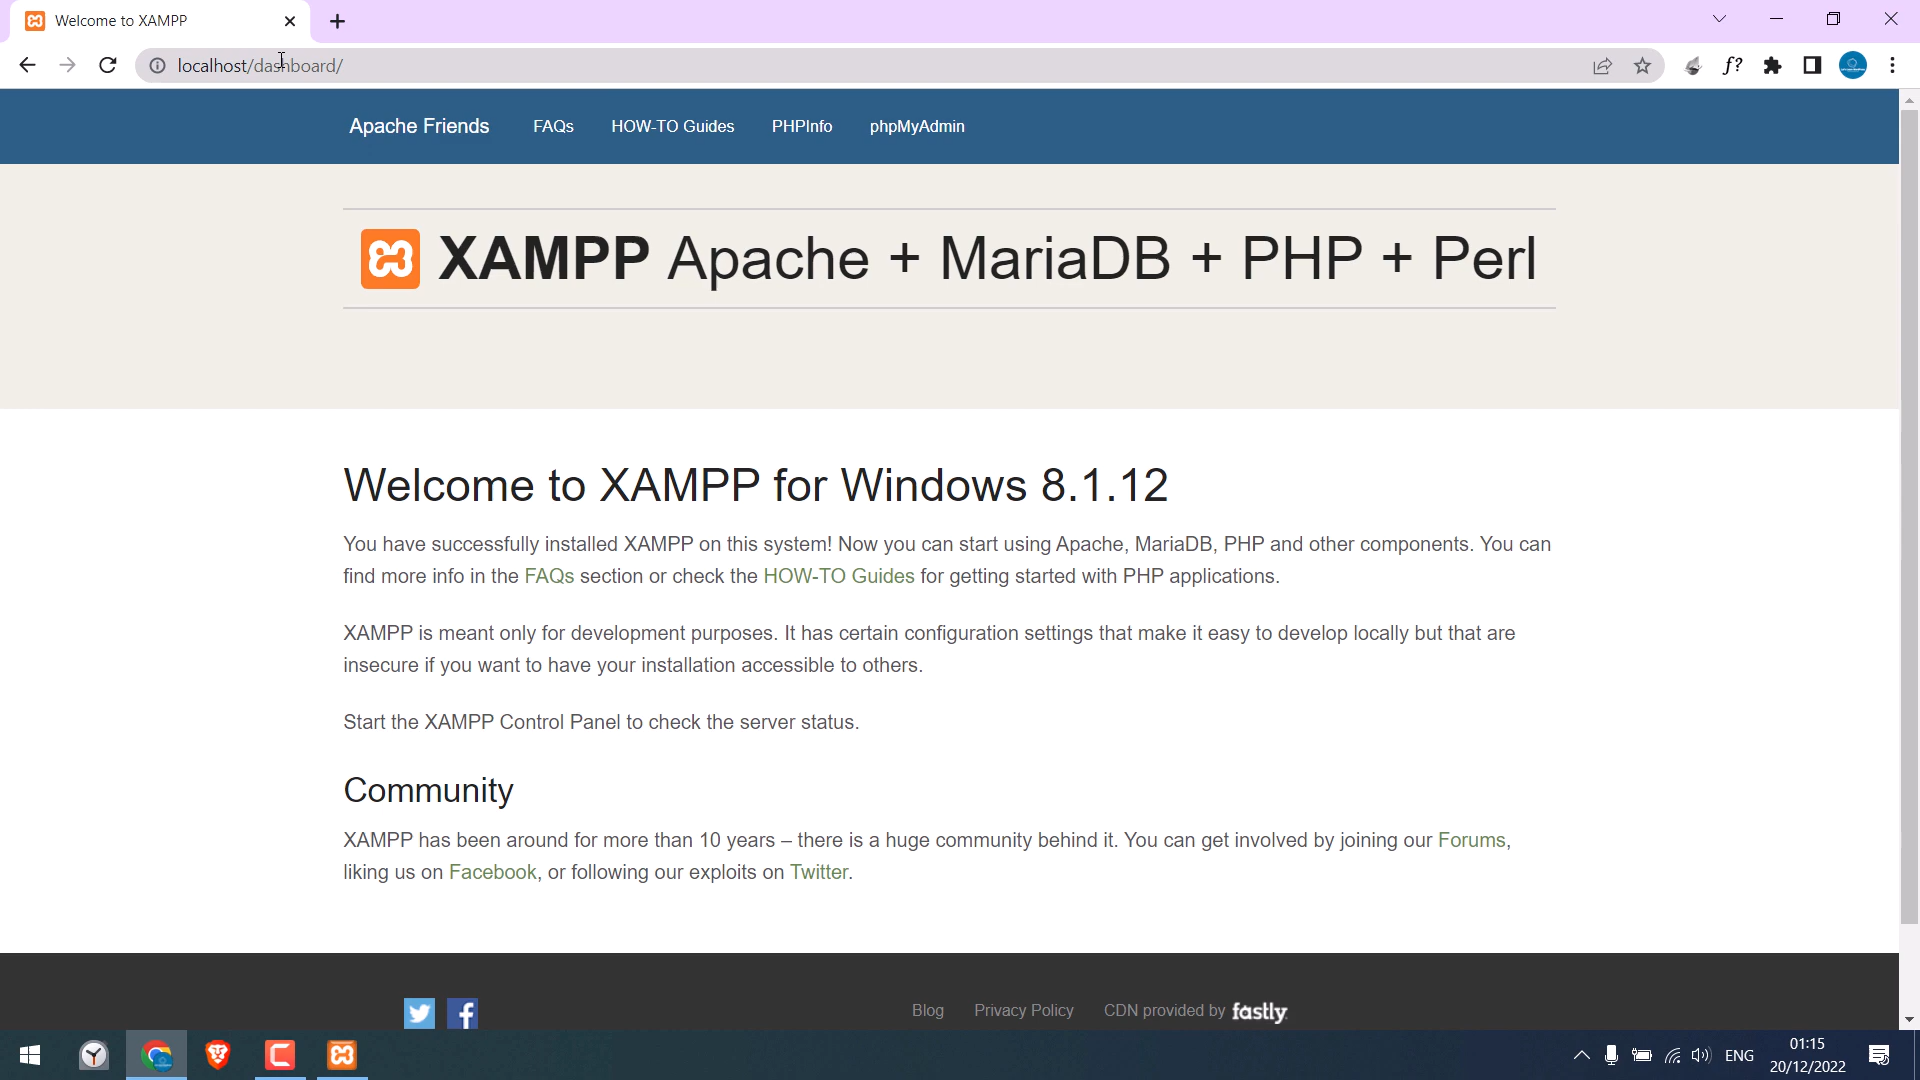 Welcome to XAMPP
localhost/dashboard/
f?
Apache Friends FAQs HOW-TO Guides PHPInfo phpMyAdmin
XAMPP Apache + MariaDB + PHP + Perl
Welcome to XAMPP for Windows 8.1.12
You have successfully installed XAMPP on this system! Now you can start using Apache, MariaDB, PHP and other components. You can
find more info in the FAQs section or check the HOW-TO Guides for getting started with PHP applications.
XAMPP is meant only for development purposes. It has certain configuration settings that make it easy to develop locally but that are
insecure if you want to have your installation accessible to others.
Start the XAMPP Control Panel to check the server status.
Community
XAMPP has been around for more than 10 years – there is a huge community behind it. You can get involved by joining our Forums,
liking us on Facebook, or following our exploits on Twitter.
Blog Privacy Policy CDN provided by fastly
ENG
01:15
20/12/2022